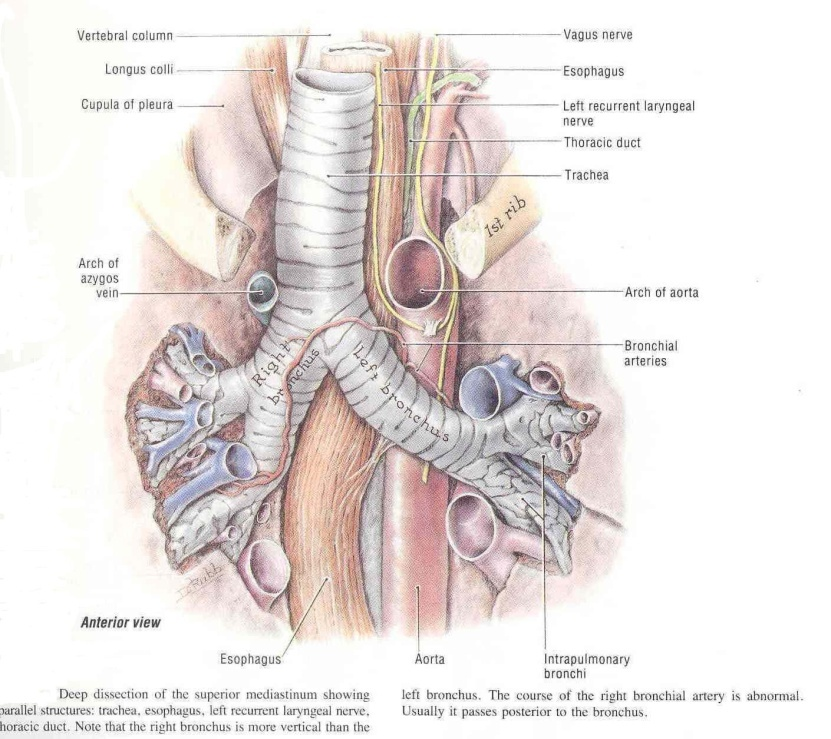 Vertebral column
Longus colli
Cupula of pleura
Vagus nerve
Esophagus
Left recurrent laryngeal
nerve
Thoracic duct
Trachea
1st rib
Arch of
azygos
vein
Arch of aorta
Bronchial
arteries
Right
bronchus
Left bronchus
Anterior view
Esophagus
Aorta
Intrapulmonary
bronchi
Deep dissection of the superior mediastinum showing
parallel structures: trachea, esophagus, left recurrent laryngeal nerve,
thoracic duct. Note that the right bronchus is more vertical than the
left bronchus. The course of the right bronchial artery is abnormal.
Usually it passes posterior to the bronchus.